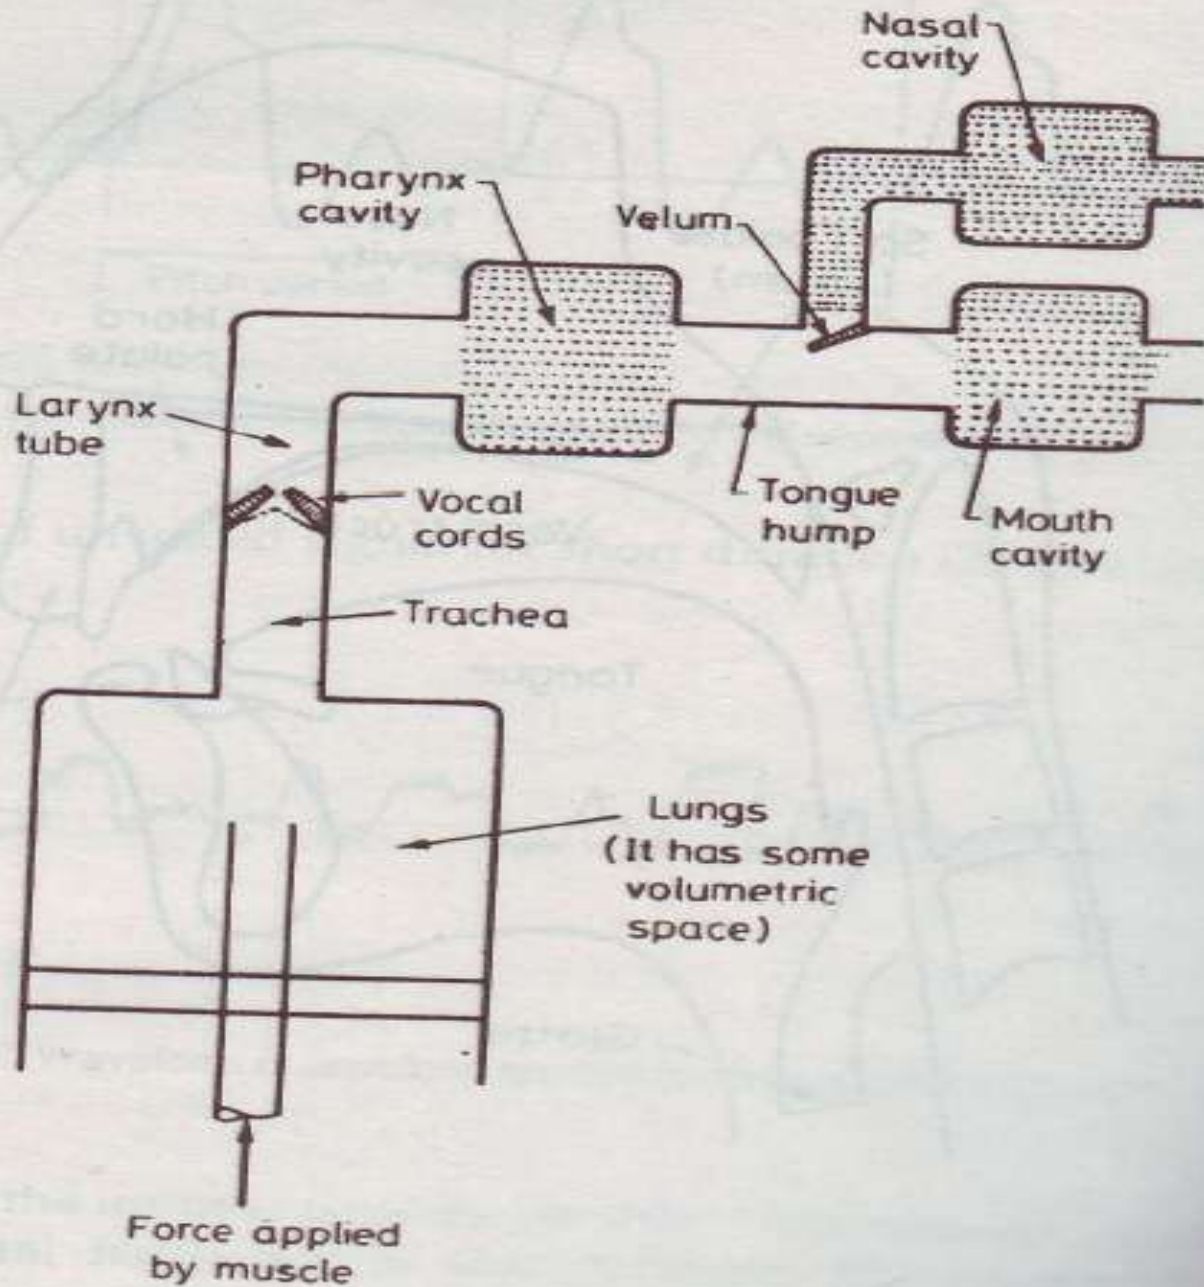 Nasal
cavity
Pharynx
cavity
Velum
Larynx
tube
Vocal
cords
Tongue
hump
Mouth
cavity
Trachea
Lungs
(It has some
volumetric
space)
Force applied
by muscle